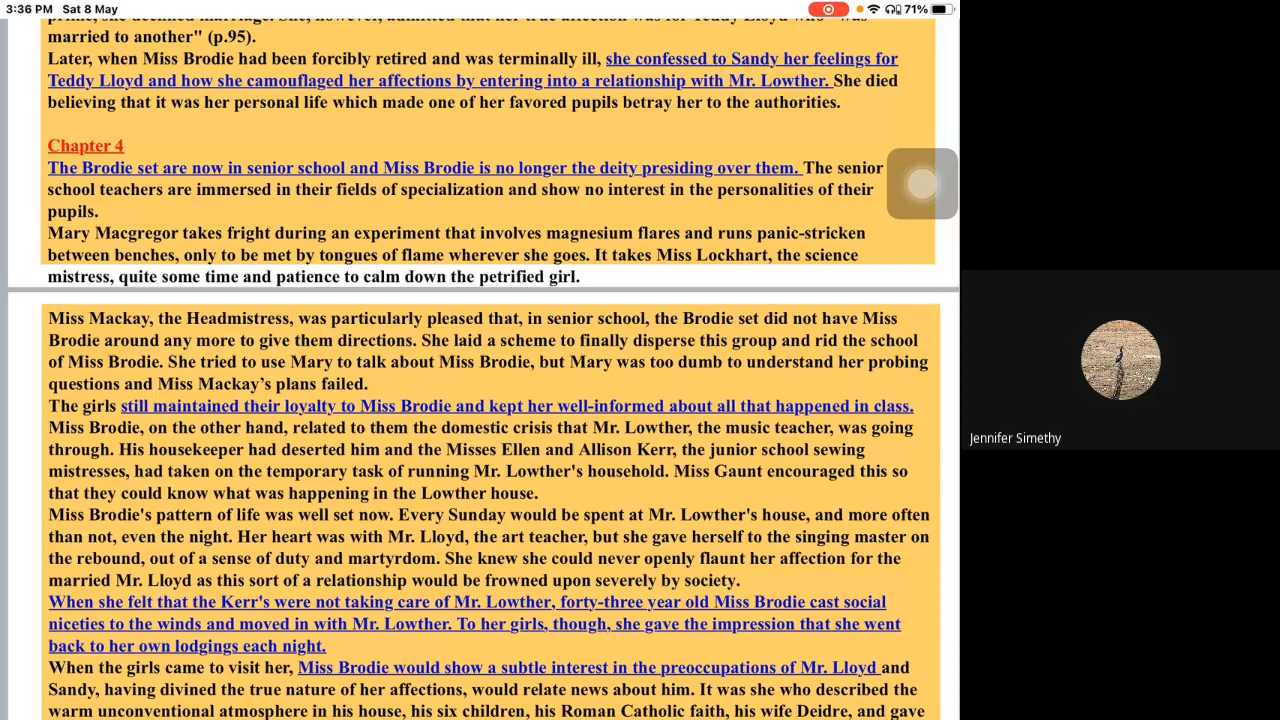 3:36 PM Sat 8 May
71%
married to another" (p.95).
Later, when Miss Brodie had been forcibly retired and was terminally ill, she confessed to Sandy her feelings for
Teddy Lloyd and how she camouflaged her affections by entering into a relationship with Mr. Lowther. She died
believing that it was her personal life which made one of her favored pupils betray her to the authorities.
Chapter 4
The Brodie set are now in senior school and Miss Brodie is no longer the deity presiding over them. The senior
school teachers are immersed in their fields of specialization and show no interest in the personalities of their
pupils.
Mary Macgregor takes fright during an experiment that involves magnesium flares and runs panic-stricken
between benches, only to be met by tongues of flame wherever she goes. It takes Miss Lockhart, the science
mistress, quite some time and patience to calm down the petrified girl.
Miss Mackay, the Headmistress, was particularly pleased that, in senior school, the Brodie set did not have Miss
Brodie around any more to give them directions. She laid a scheme to finally disperse this group and rid the school
of Miss Brodie. She tried to use Mary to talk about Miss Brodie, but Mary was too dumb to understand her probing
questions and Miss Mackay’s plans failed.
The girls still maintained their loyalty to Miss Brodie and kept her well-informed about all that happened in class.
Miss Brodie, on the other hand, related to them the domestic crisis that Mr. Lowther, the music teacher, was going
through. His housekeeper had deserted him and the Misses Ellen and Allison Kerr, the junior school sewing
mistresses, had taken on the temporary task of running Mr. Lowther's household. Miss Gaunt encouraged this so
that they could know what was happening in the Lowther house.
Miss Brodie's pattern of life was well set now. Every Sunday would be spent at Mr. Lowther's house, and more often
than not, even the night. Her heart was with Mr. Lloyd, the art teacher, but she gave herself to the singing master on
the rebound, out of a sense of duty and martyrdom. She knew she could never openly flaunt her affection for the
married Mr. Lloyd as this sort of a relationship would be frowned upon severely by society.
When she felt that the Kerr's were not taking care of Mr. Lowther, forty-three year old Miss Brodie cast social
niceties to the winds and moved in with Mr. Lowther. To her girls, though, she gave the impression that she went
back to her own lodgings each night.
When the girls came to visit her, Miss Brodie would show a subtle interest in the preoccupations of Mr. Lloyd and
Sandy, having divined the true nature of her affections, would relate news about him. It was she who described the
warm unconventional atmosphere in his house, his six children, his Roman Catholic faith, his wife Deidre, and gave
Jennifer Simethy